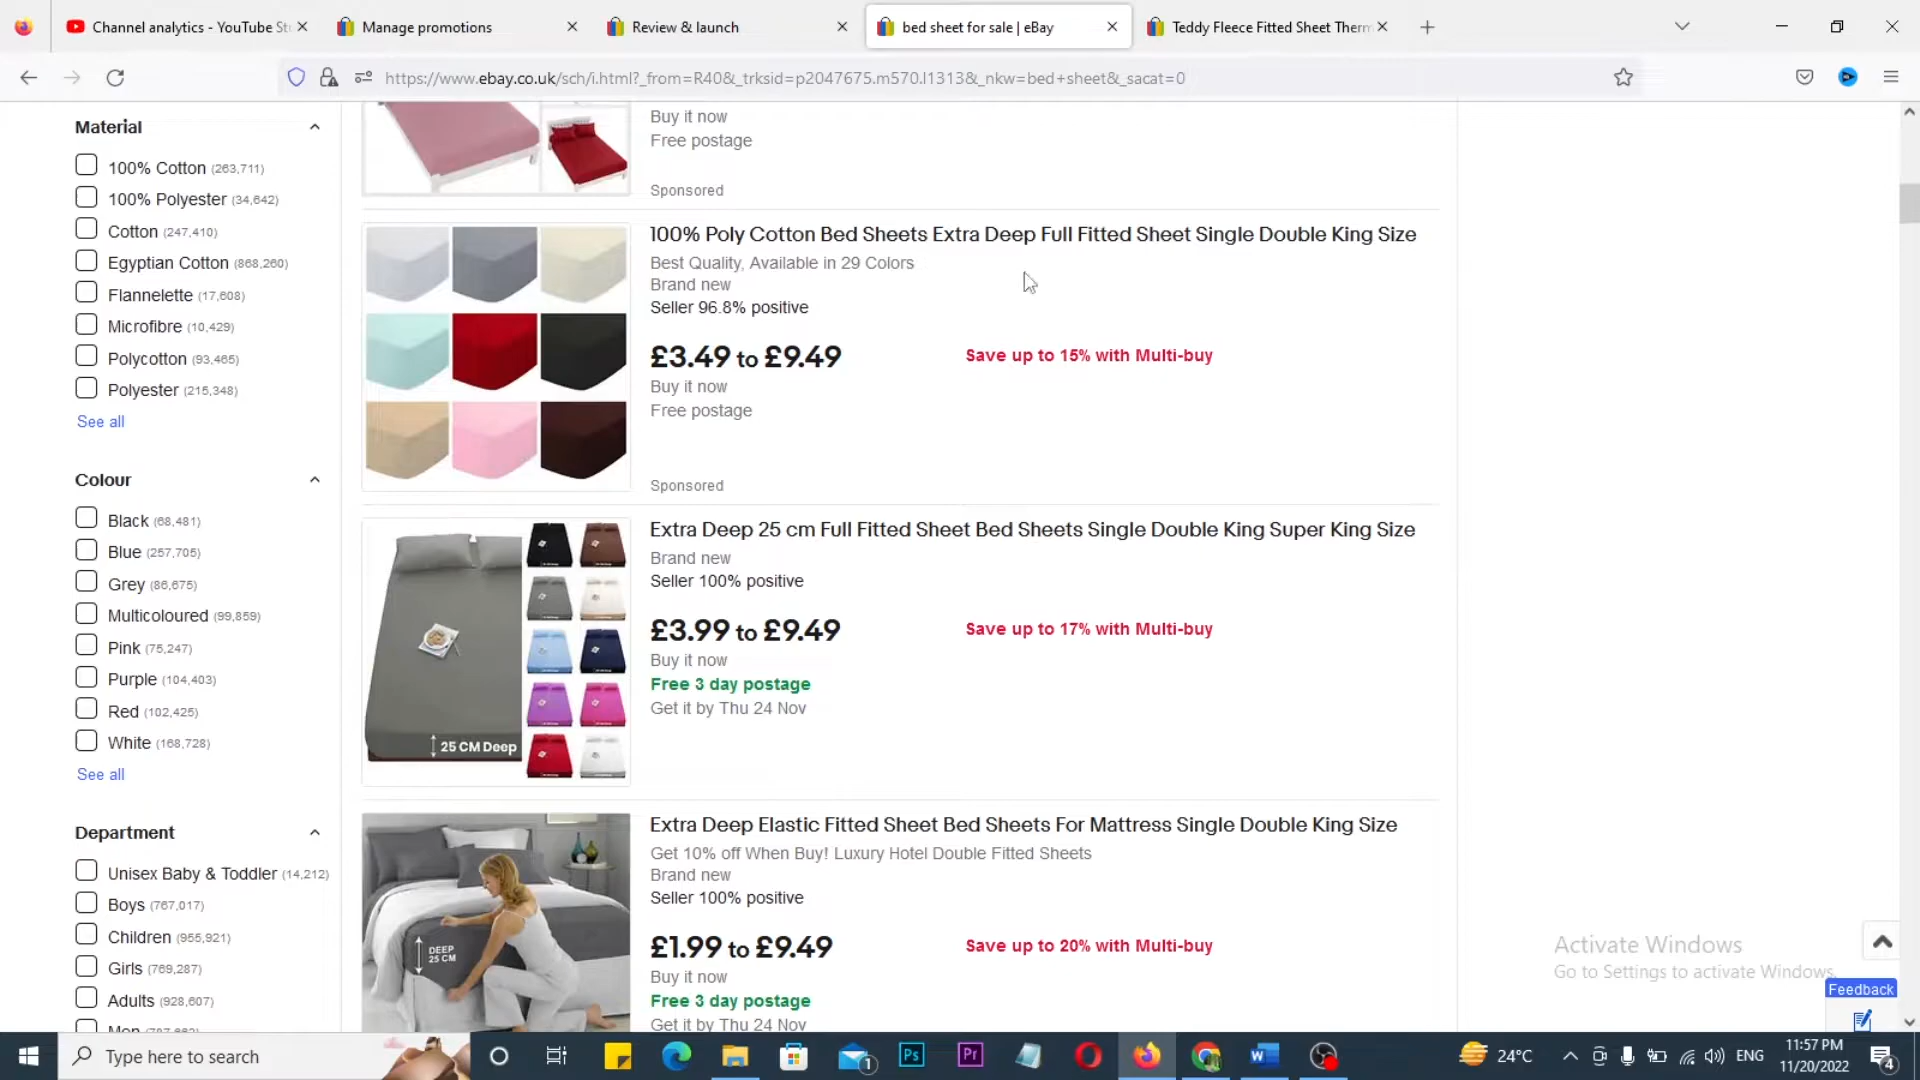 Channel analytics - YouTube St
Manage promotions
Review & launch
bed sheet for sale | eBay
Teddy Fleece Fitted Sheet Therm
https://www.ebay.co.uk/sch/i.html?_from=R40&_trksid=p2047675.m570.l1313&_nkw=bed+sheet&_sacat=0
Material
100% Cotton (263,711)
100% Polyester (34,642)
Cotton (247,410)
Egyptian Cotton (868,260)
Flannelette (17,608)
Microfibre (10,429)
Polycotton (93,465)
Polyester (215,348)
See all
Colour
Black (68,481)
Blue (257,705)
Grey (86,675)
Multicoloured (99,859)
Pink (75,247)
Purple (104,403)
Red (102,425)
White (168,728)
See all
Department
Unisex Baby & Toddler (14,212)
Boys (767,017)
Children (955,921)
Girls (769,287)
Adults (928,607)
Buy it now
Free postage
Sponsored
100% Poly Cotton Bed Sheets Extra Deep Full Fitted Sheet Single Double King Size
Best Quality, Available in 29 Colors
Brand new
Seller 96.8% positive
£3.49 to £9.49
Save up to 15% with Multi-buy
Buy it now
Free postage
Sponsored
25 CM Deep
Extra Deep 25 cm Full Fitted Sheet Bed Sheets Single Double King Super King Size
Brand new
Seller 100% positive
£3.99 to £9.49
Save up to 17% with Multi-buy
Buy it now
Free 3 day postage
Get it by Thu 24 Nov
DEEP
25 CM
Extra Deep Elastic Fitted Sheet Bed Sheets For Mattress Single Double King Size
Get 10% off When Buy! Luxury Hotel Double Fitted Sheets
Brand new
Seller 100% positive
£1.99 to £9.49
Save up to 20% with Multi-buy
Buy it now
Free 3 day postage
Get it by Thu 24 Nov
Activate Windows
Go to Settings to activate Windows.
Feedback
Type here to search
1
Ps
Pr
W
24°C
ENG
11:57 PM
11/20/2022
4